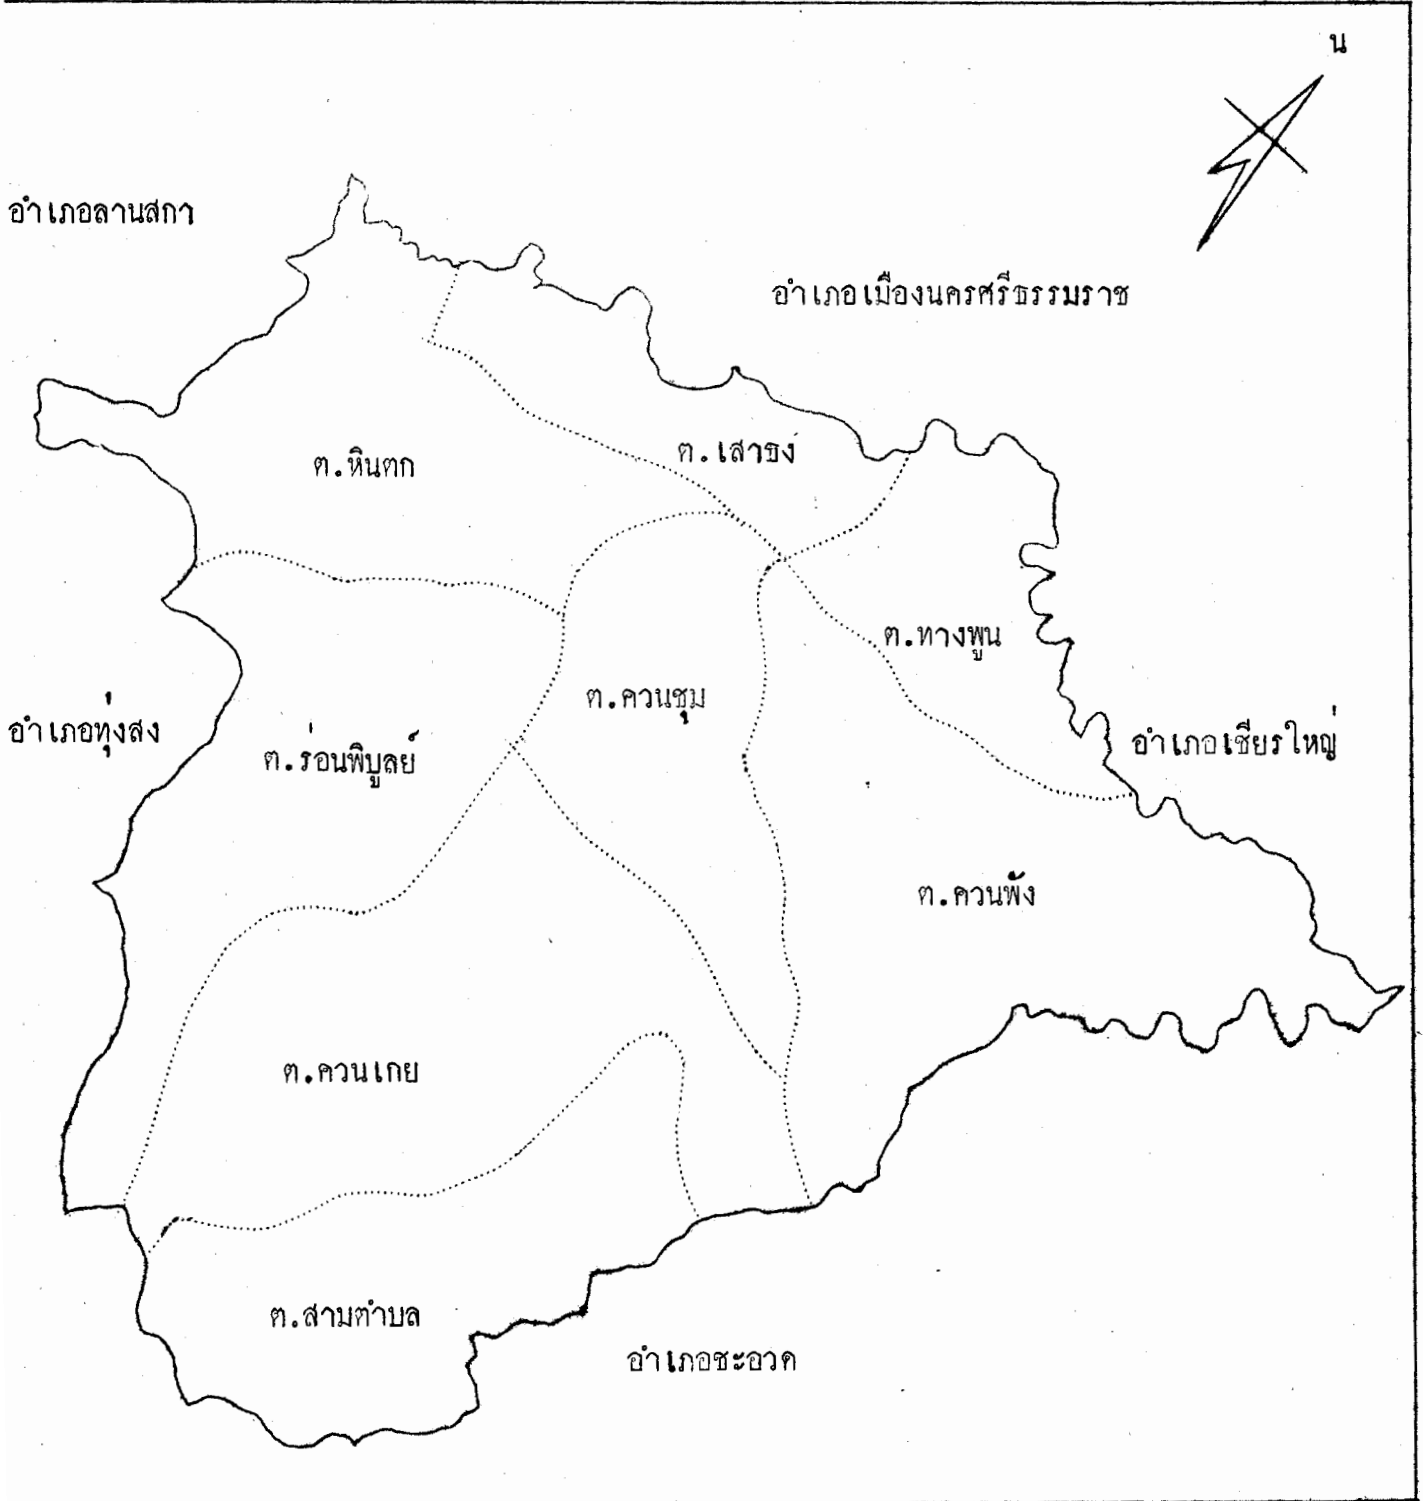 น
อำเภอลานสกา
อำเภอเมืองนครศรีธรรมราช
ต.เสาธง
ต.หินตก
ต.ทางพูน
ต.ควนชุม
อำเภอทุ่งสง
ต.ร่อนพิบูลย์
อำเภอเชียรใหญ่
ต.ควนพัง
ต.ควนเกย
ต.สามตำบล
อำเภอชะอวด